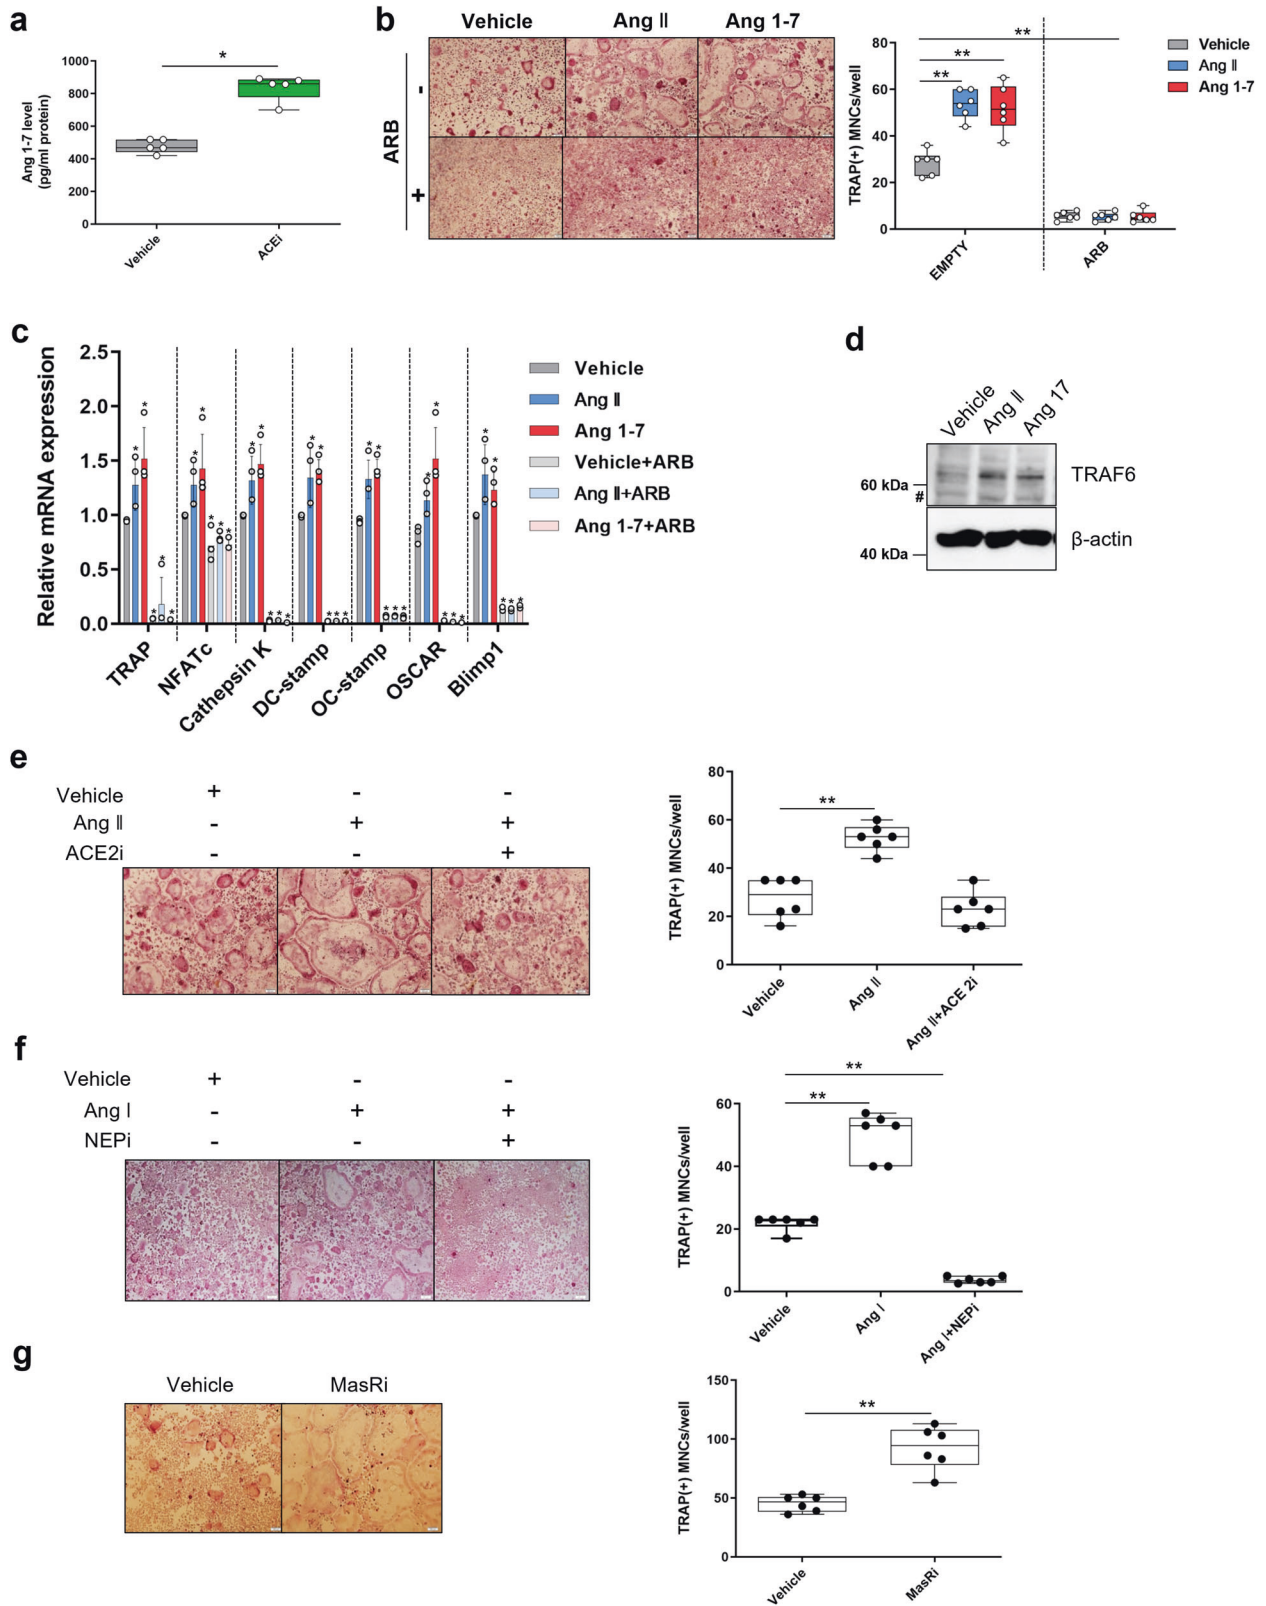 a
*
1000
800
600
400
200
0
Ang 1-7 level
(pg/ml protein)
Vehicle
ACEi
b
Vehicle
Ang Ⅱ
Ang 1-7
ARB
-
+
TRAP(+) MNCs/well
80
60
40
20
0
**
**
**
EMPTY
ARB
Vehicle
Ang Ⅱ
Ang 1-7
c
Relative mRNA expression
2.5
2.0
1.5
1.0
0.5
0.0
TRAP
NFATc
Cathepsin K
DC-stamp
OC-stamp
OSCAR
Blimp1
Vehicle
Ang Ⅱ
Ang 1-7
Vehicle+ARB
Ang Ⅱ+ARB
Ang 1-7+ARB
d
Vehicle
Ang Ⅱ
Ang 17
60 kDa
#
40 kDa
TRAF6
β-actin
e
Vehicle + - -
Ang Ⅱ - + +
ACE2i - - +
TRAP(+) MNCs/well
80
60
40
20
0
**
Vehicle
Ang Ⅱ
Ang Ⅱ+ACE 2i
f
Vehicle + - -
Ang Ⅰ - + +
NEPi - - +
TRAP(+) MNCs/well
60
40
20
0
**
**
Vehicle
Ang Ⅰ
Ang Ⅰ+NEPi
g
Vehicle
MasRi
TRAP(+) MNCs/well
150
100
50
0
**
Vehicle
MasRi